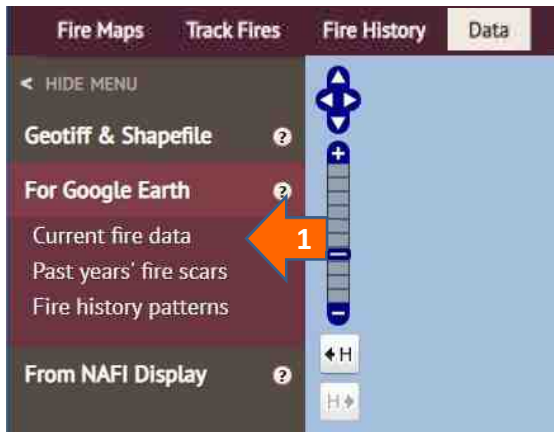 Fire Maps Track Fires Fire History Data
< HIDE MENU
Geotiff & Shapefile ?
For Google Earth ?
Current fire data 1
Past years' fire scars
Fire history patterns
From NAFI Display ?
+
−
H
H